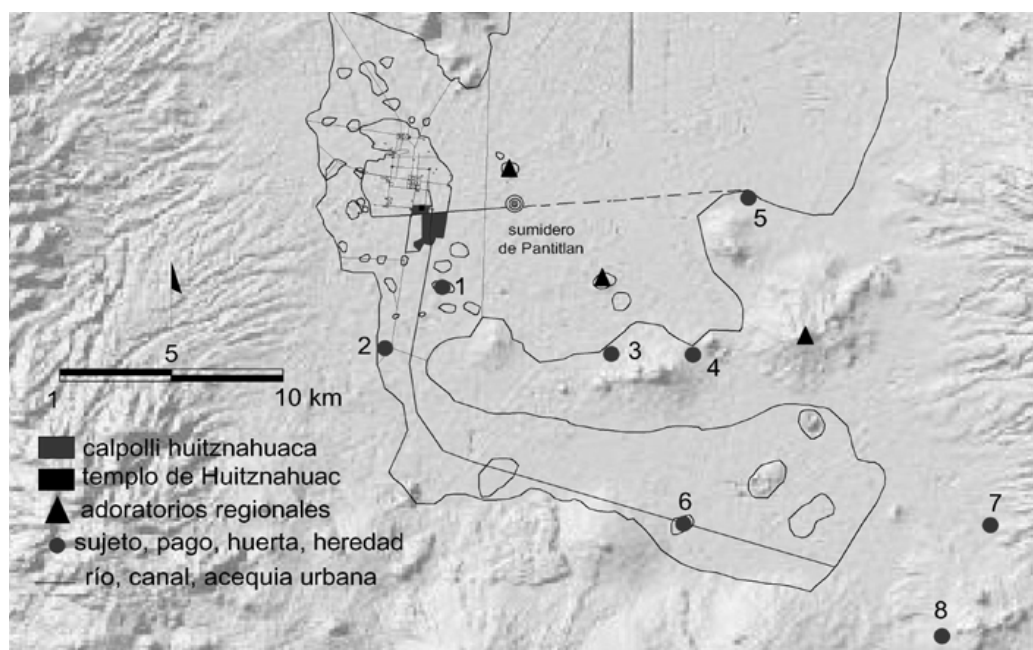 sumidero
de Pantitlan
5
1
2
3
4
5
1
10 km
calpolli huitznahuaca
templo de Huitznahuac
adoratorios regionales
sujeto, pago, huerta, heredad
río, canal, acequia urbana
6
7
8